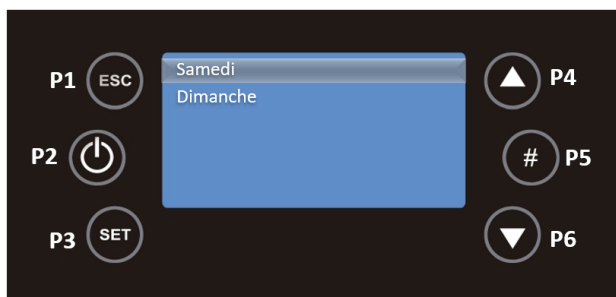 P1 ESC
Samedi
Dimanche
P4
P2
# P5
P3 SET
P6